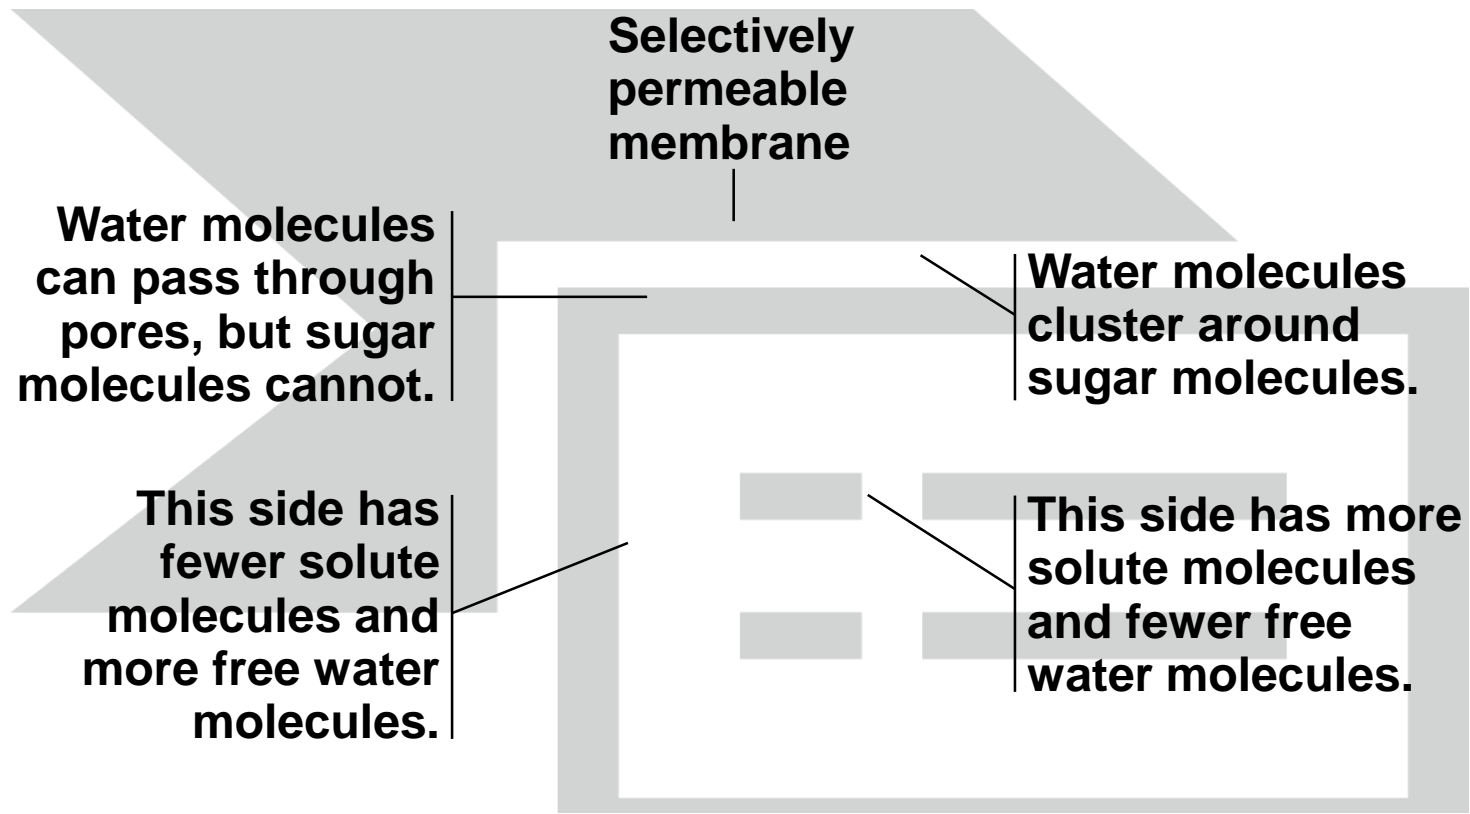 Selectively
permeable
membrane
Water molecules
can pass through
pores, but sugar
molecules cannot.
Water molecules
cluster around
sugar molecules.
This side has
fewer solute
molecules and
more free water
molecules.
This side has more
solute molecules
and fewer free
water molecules.